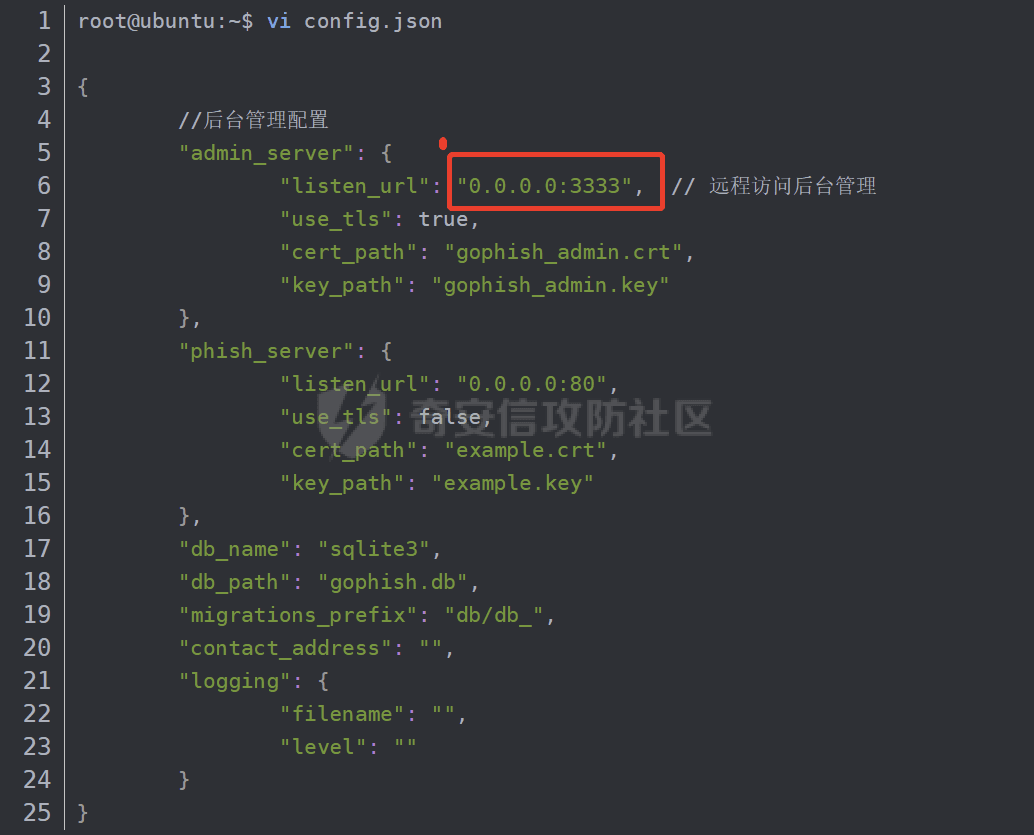 1 root@ubuntu:~$ vi config.json
2
3 {
4 //后台管理配置
5 "admin_server": {
6 "listen_url": "0.0.0.0:3333", // 远程访问后台管理
7 "use_tls": true,
8 "cert_path": "gophish_admin.crt",
9 "key_path": "gophish_admin.key"
10 },
11 "phish_server": {
12 "listen_url": "0.0.0.0:80",
13 "use_tls": false,
奇安信攻防社区
14 "cert_path": "example.crt",
15 "key_path": "example.key"
16 },
17 "db_name": "sqlite3",
18 "db_path": "gophish.db",
19 "migrations_prefix": "db/db_",
20 "contact_address": "",
21 "logging": {
22 "filename": "",
23 "level": ""
24 }
25 }